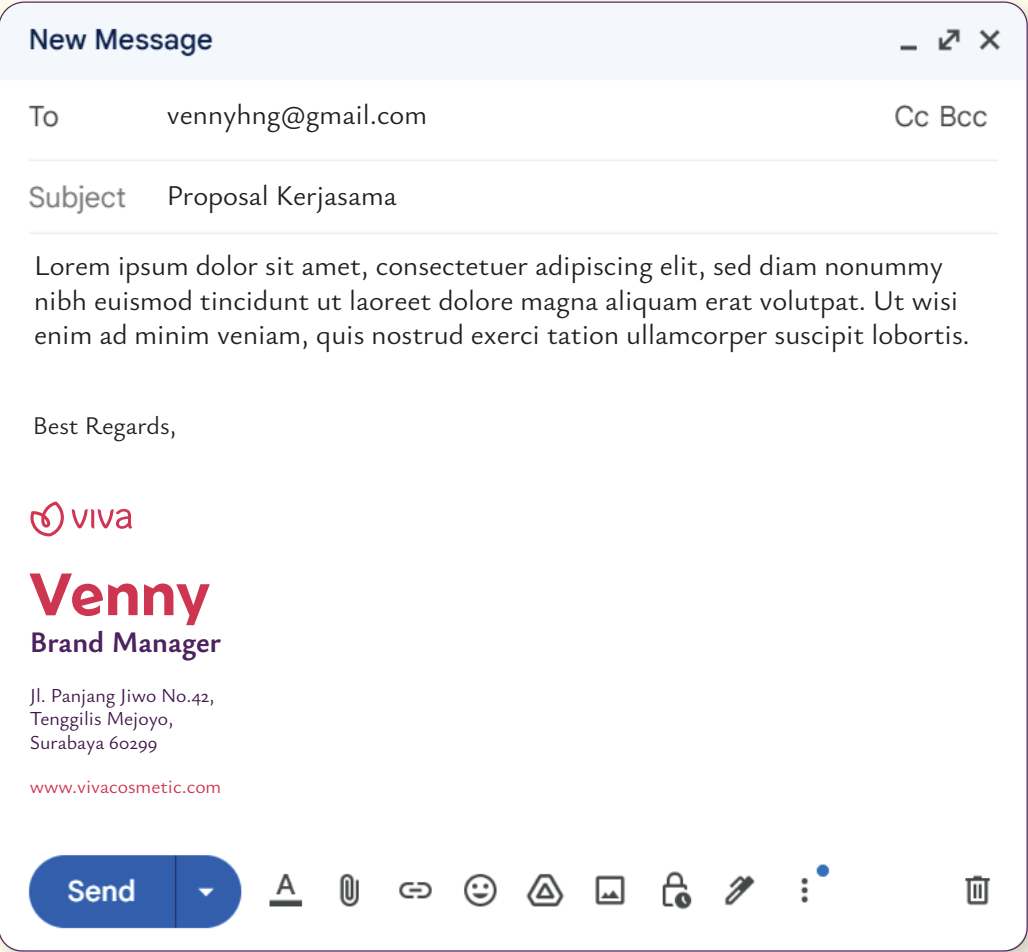 New Message
To vennyhng@gmail.com Cc Bcc
Subject Proposal Kerjasama
Lorem ipsum dolor sit amet, consectetuer adipiscing elit, sed diam nonummy
nibh euismod tincidunt ut laoreet dolore magna aliquam erat volutpat. Ut wisi
enim ad minim veniam, quis nostrud exerci tation ullamcorper suscipit lobortis.
Best Regards,
viva
Venny
Brand Manager
Jl. Panjang Jiwo No.42,
Tenggilis Mejoyo,
Surabaya 60299
www.vivacosmetic.com
Send
A